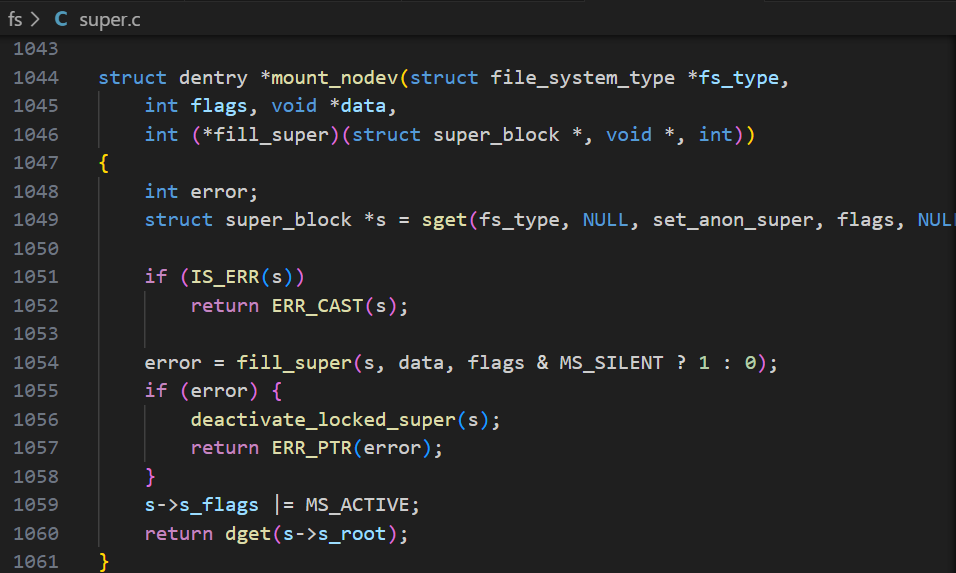 fs > C super.c
1043
1044 struct dentry *mount_nodev(struct file_system_type *fs_type,
1045     int flags, void *data,
1046     int (*fill_super)(struct super_block *, void *, int))
1047 {
1048     int error;
1049     struct super_block *s = sget(fs_type, NULL, set_anon_super, flags, NUL
1050
1051     if (IS_ERR(s))
1052         return ERR_CAST(s);
1053
1054     error = fill_super(s, data, flags & MS_SILENT ? 1 : 0);
1055     if (error) {
1056         deactivate_locked_super(s);
1057         return ERR_PTR(error);
1058     }
1059     s->s_flags |= MS_ACTIVE;
1060     return dget(s->s_root);
1061 }